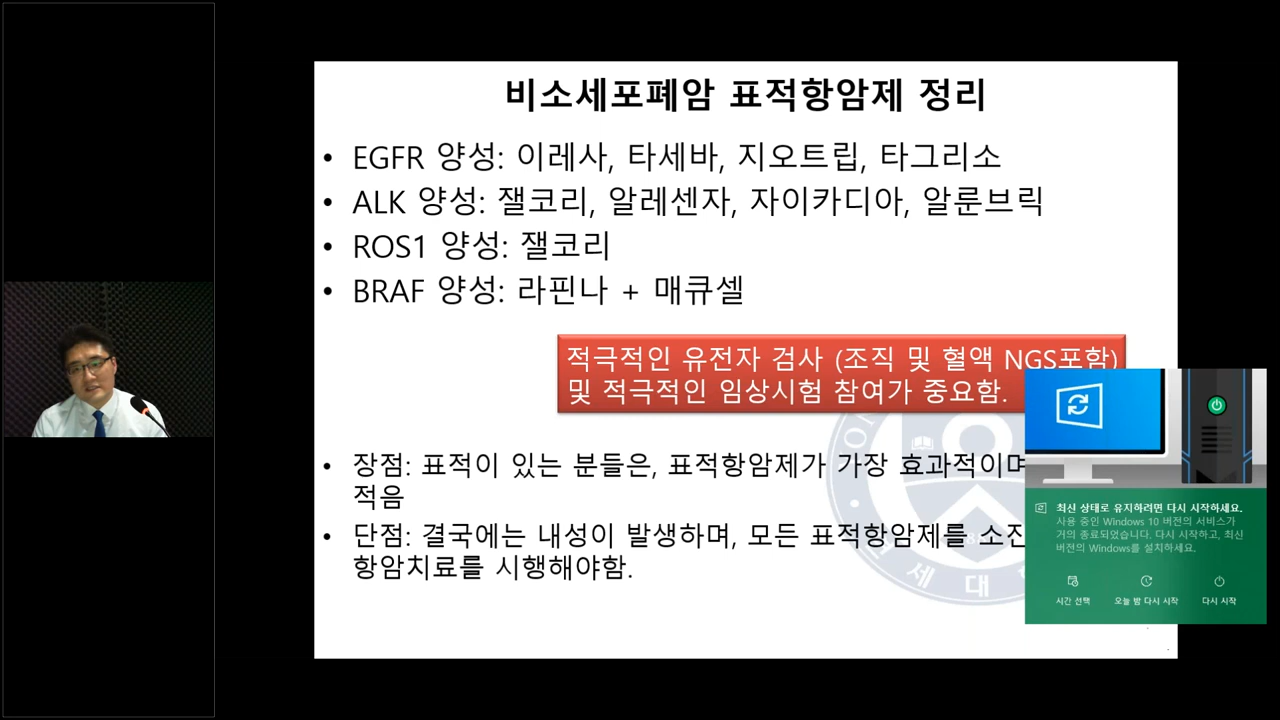 비소세포폐암 표적항암제 정리
• EGFR 양성: 이레사, 타세바, 지오트립, 타그리소
• ALK 양성: 잴코리, 알레센자, 자이카디아, 알룬브릭
• ROS1 양성: 잴코리
• BRAF 양성: 라핀나 + 매큐셀
적극적인 유전자 검사 (조직 및 혈액 NGS포함)
및 적극적인 임상시험 참여가 중요함.
• 장점: 표적이 있는 분들은, 표적항암제가 가장 효과적이며
적음
• 단점: 결국에는 내성이 발생하며, 모든 표적항암제를 소진
항암치료를 시행해야함.
세 대
최신 상태로 유지하려면 다시 시작하세요.
사용 중인 Windows 10 버전의 서비스가
거의 종료되었습니다. 다시 시작하고, 최신
버전의 Windows를 설치하세요.
시간 선택 오늘 밤 다시 시작 다시 시작